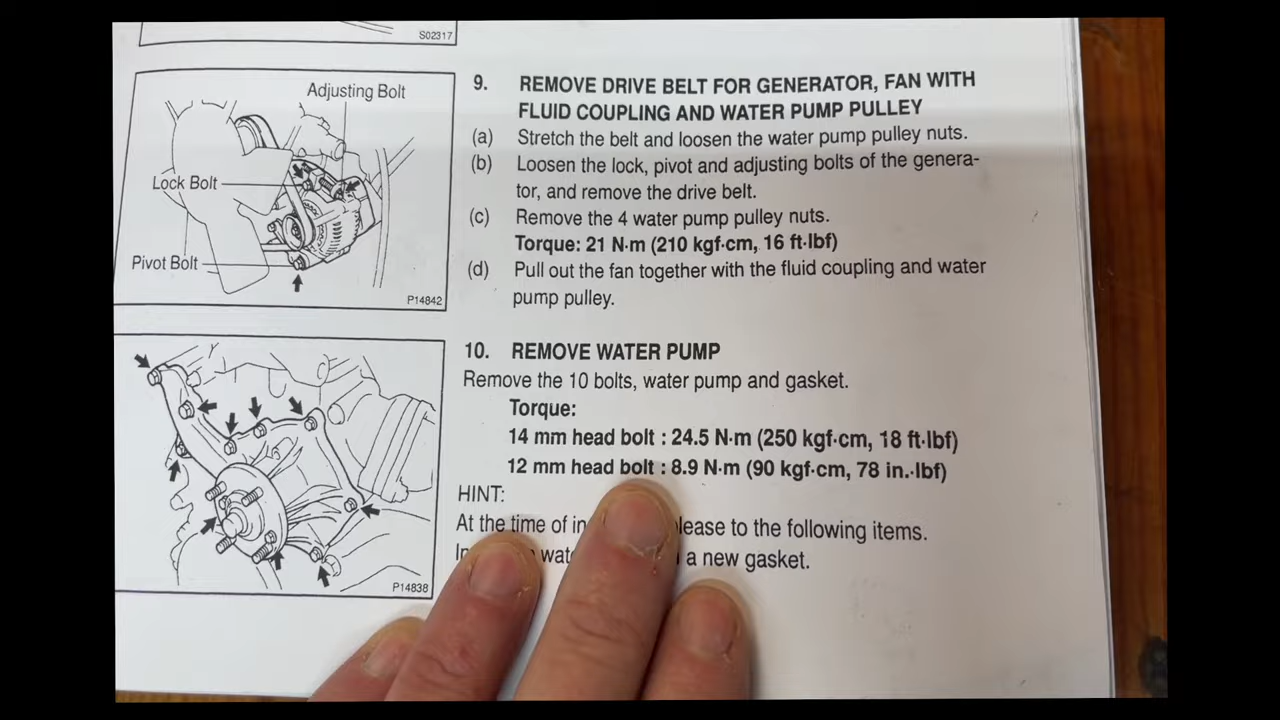 S02317
Adjusting Bolt
Lock Bolt
Pivot Bolt
P14842
9. REMOVE DRIVE BELT FOR GENERATOR, FAN WITH
FLUID COUPLING AND WATER PUMP PULLEY
(a) Stretch the belt and loosen the water pump pulley nuts.
(b) Loosen the lock, pivot and adjusting bolts of the genera-
tor, and remove the drive belt.
(c) Remove the 4 water pump pulley nuts.
Torque: 21 N·m (210 kgf·cm, 16 ft·lbf)
(d) Pull out the fan together with the fluid coupling and water
pump pulley.
P14838
10. REMOVE WATER PUMP
Remove the 10 bolts, water pump and gasket.
Torque:
14 mm head bolt : 24.5 N·m (250 kgf·cm, 18 ft·lbf)
12 mm head bolt : 8.9 N·m (90 kgf·cm, 78 in.·lbf)
HINT:
At the time of please to the following items.
a new gasket.